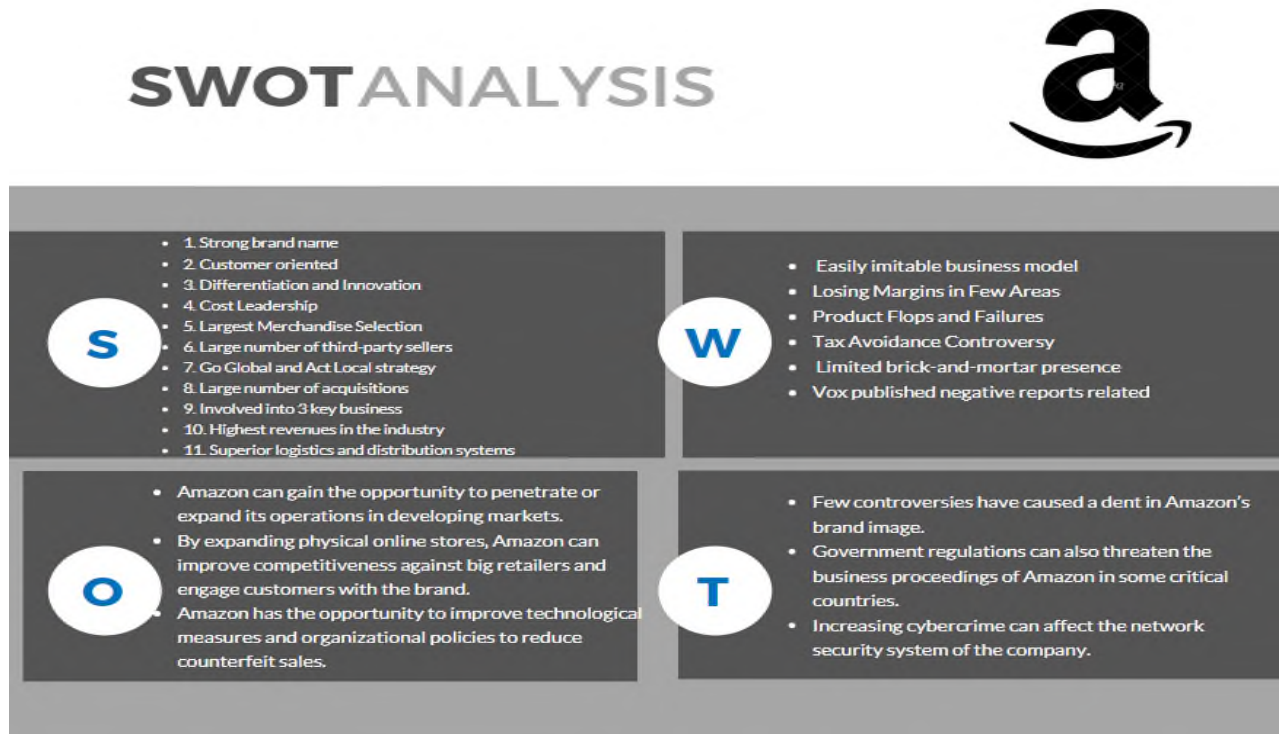 SWOT ANALYSIS
a
S
• 1. Strong brand name
• 2. Customer oriented
• 3. Differentiation and Innovation
• 4. Cost Leadership
• 5. Largest Merchandise Selection
• 6. Large number of third-party sellers
• 7. Go Global and Act Local strategy
• 8. Large number of acquisitions
• 9. Involved into 3 key business
• 10. Highest revenues in the industry
• 11. Superior logistics and distribution systems
W
• Easily imitable business model
• Losing Margins in Few Areas
• Product Flops and Failures
• Tax Avoidance Controversy
• Limited brick-and-mortar presence
• Vox published negative reports related
O
• Amazon can gain the opportunity to penetrate or
expand its operations in developing markets.
• By expanding physical online stores, Amazon can
improve competitiveness against big retailers and
engage customers with the brand.
• Amazon has the opportunity to improve technological
measures and organizational policies to reduce
counterfeit sales.
T
• Few controversies have caused a dent in Amazon's
brand image.
• Government regulations can also threaten the
business proceedings of Amazon in some critical
countries.
• Increasing cybercrime can affect the network
security system of the company.